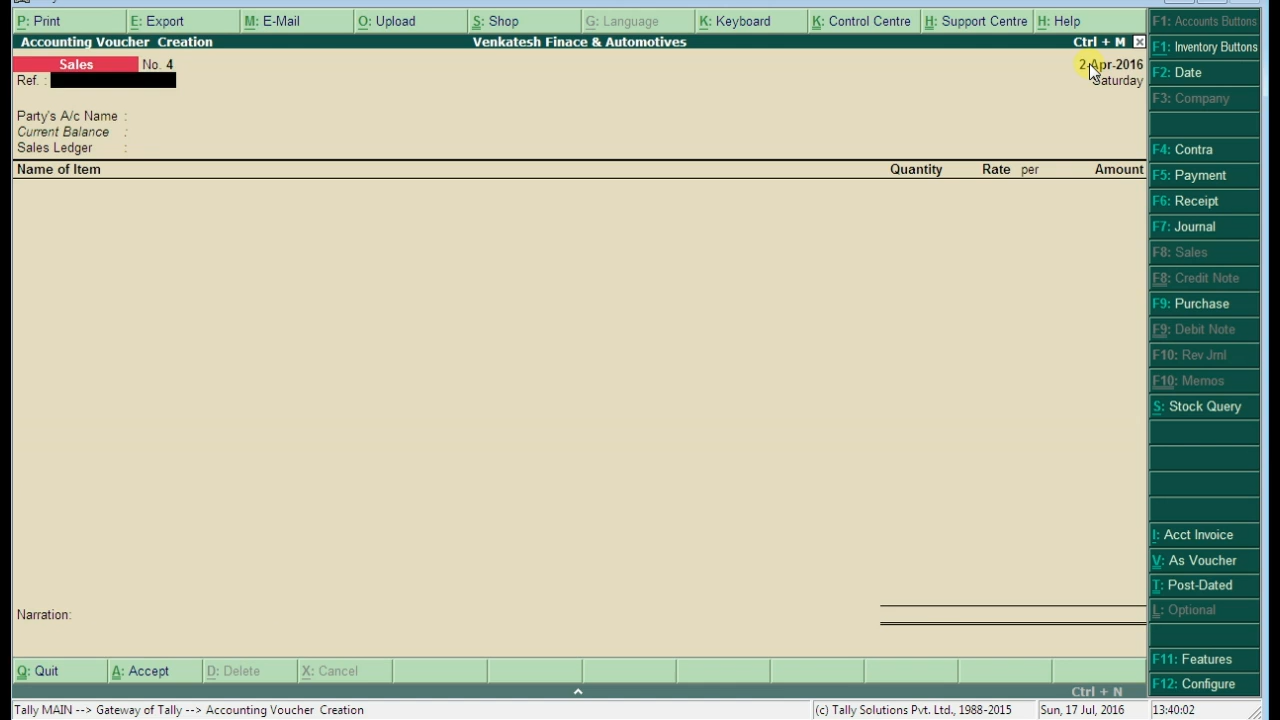 P: Print E: Export M: E-Mail O: Upload S: Shop G: Language K: Keyboard K: Control Centre H: Support Centre H: Help
Accounting Voucher Creation Venkatesh Finace & Automotives Ctrl + M
Sales No. 4 2-Apr-2016
Ref. : Saturday
Party's A/c Name :
Current Balance :
Sales Ledger :
Name of Item Quantity Rate per Amount
Narration:
F1: Accounts Buttons
F1: Inventory Buttons
F2: Date
F3: Company
F4: Contra
F5: Payment
F6: Receipt
F7: Journal
F8: Sales
F8: Credit Note
F9: Purchase
F9: Debit Note
F10: Rev Jrnl
F10: Memos
S: Stock Query
I: Acct Invoice
V: As Voucher
T: Post-Dated
L: Optional
F11: Features
F12: Configure
Q: Quit A: Accept D: Delete X: Cancel
Ctrl + N
Tally MAIN --> Gateway of Tally --> Accounting Voucher Creation (c) Tally Solutions Pvt. Ltd., 1988-2015 Sun, 17 Jul, 2016 13:40:02